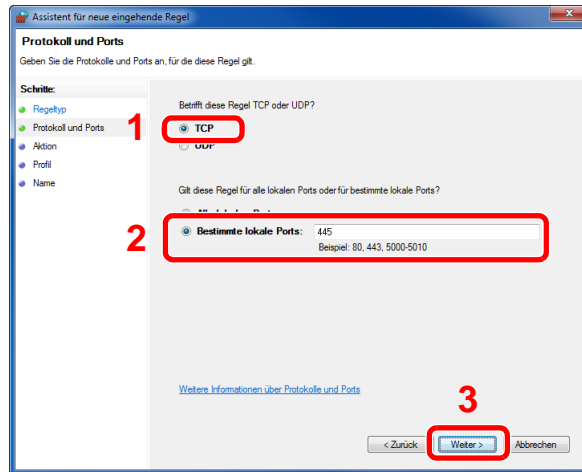 Assistent für neue eingehende Regel
Protokoll und Ports
Geben Sie die Protokolle und Ports an, für die diese Regel gilt.
Schritte:
Regeltyp
Protokoll und Ports
Aktion
Profil
Name
Betrifft diese Regel TCP oder UDP?
1
TCP
UDP
Gilt diese Regel für alle lokalen Ports oder für bestimmte lokale Ports?
2
Bestimmte lokale Ports: 445
Beispiel: 80, 443, 5000-5010
Weitere Informationen über Protokolle und Ports
3
< Zurück Weiter > Abbrechen